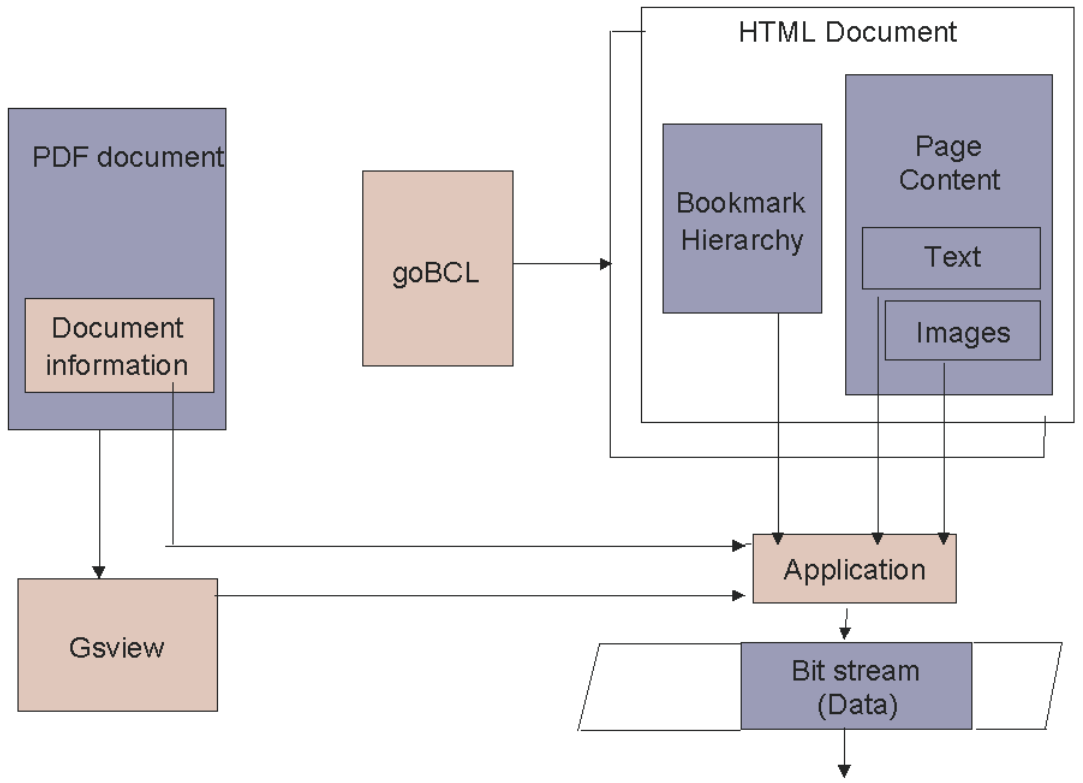 HTML Document
PDF document
Document
information
goBCL
Bookmark
Hierarchy
Page
Content
Text
Images
Application
Gsview
Bit stream
(Data)